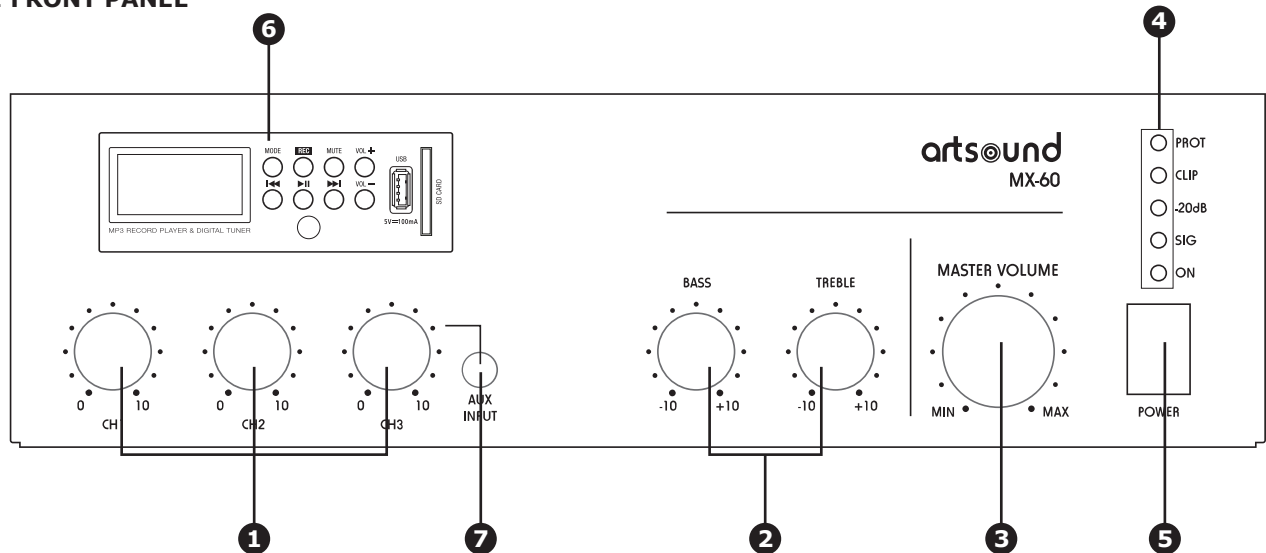 FRONT PANEL
6
4
MODE REC MUTE VOL +
USB
SD CARD
VOL −
5V⎓100mA
MP3 RECORD PLAYER & DIGITAL TUNER
artsound
MX-60
PROT
CLIP
-20dB
SIG
ON
BASS TREBLE MASTER VOLUME
0 10 0 10 0 10
AUX
INPUT
-10 +10 -10 +10
MIN MAX
POWER
CH CH2 CH3
1 7 2 3 5